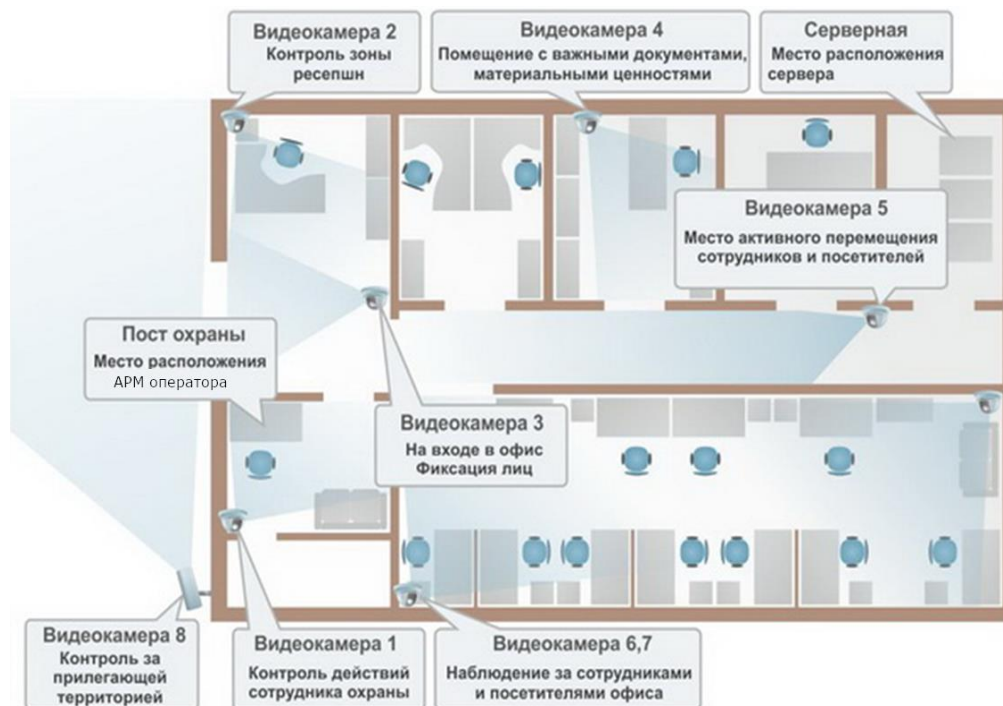 Видеокамера 2
Контроль зоны
ресепшн
Видеокамера 4
Помещение с важными документами,
материальными ценностями
Серверная
Место расположения
сервера
Видеокамера 5
Место активного перемещения
сотрудников и посетителей
Пост охраны
Место расположения
АРМ оператора
Видеокамера 3
На входе в офис
Фиксация лиц
Видеокамера 8
Контроль за
прилегающей
территорией
Видеокамера 1
Контроль действий
сотрудника охраны
Видеокамера 6,7
Наблюдение за сотрудниками
и посетителями офиса